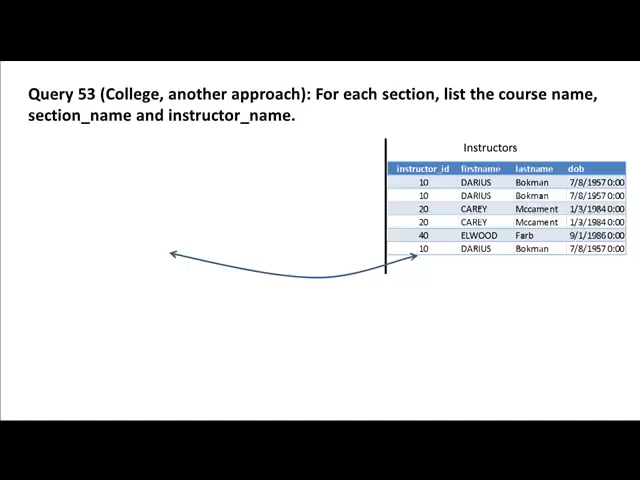 Query 53 (College, another approach): For each section, list the course name,
section_name and instructor_name.
Instructors
instructor_id firstname lastname dob
10 DARIUS Bokman 7/8/1957 0:00
10 DARIUS Bokman 7/8/1957 0:00
20 CAREY Mccament 1/3/1984 0:00
20 CAREY Mccament 1/3/1984 0:00
40 ELWOOD Farb 9/1/1986 0:00
10 DARIUS Bokman 7/8/1957 0:00